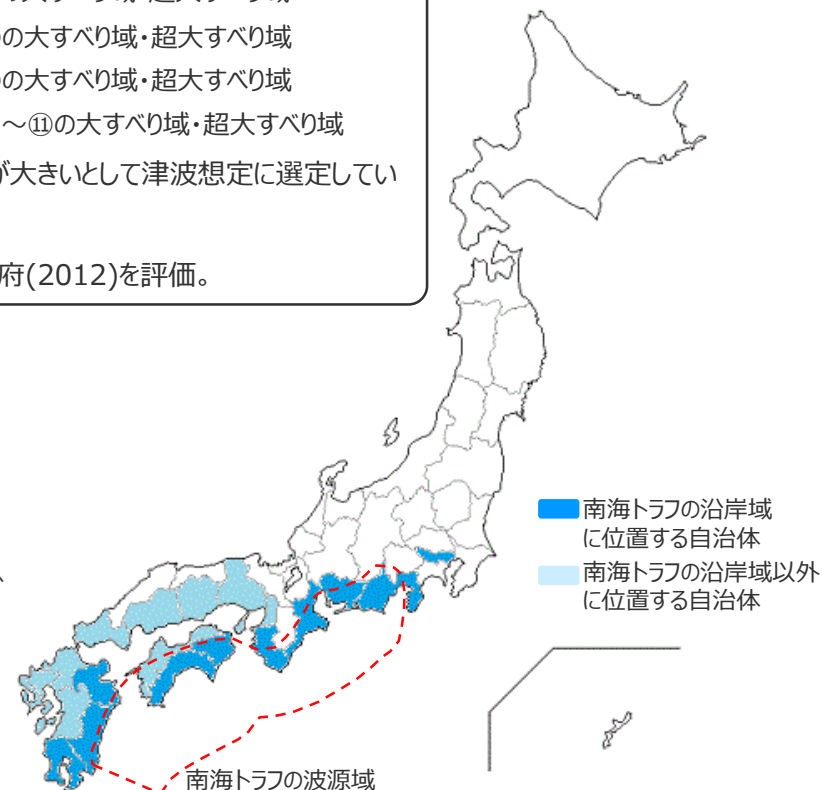 の大すべり域・超大すべり域
の大すべり域・超大すべり域
～⑪の大すべり域・超大すべり域
が大きいとして津波想定に選定してい
府(2012)を評価。
南海トラフの沿岸域
に位置する自治体
南海トラフの沿岸域以外
に位置する自治体
南海トラフの波源域